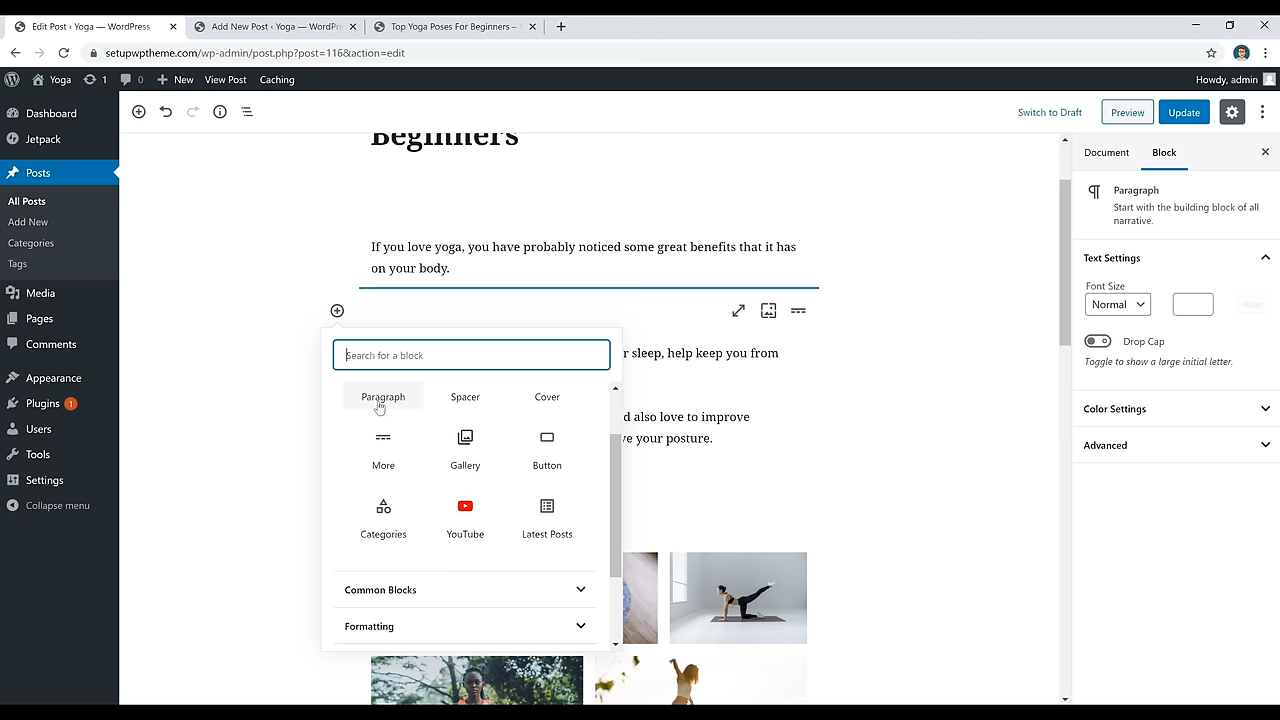 Edit Post ‹ Yoga — WordPress
Add New Post ‹ Yoga — WordPre
Top Yoga Poses For Beginners –
setupwptheme.com/wp-admin/post.php?post=116&action=edit
Yoga
1
0
New
View Post
Caching
Howdy, admin
Dashboard
Jetpack
Posts
All Posts
Add New
Categories
Tags
Media
Pages
Comments
Appearance
Plugins 1
Users
Tools
Settings
Collapse menu
Switch to Draft
Preview
Update
Beginners
If you love yoga, you have probably noticed some great benefits that it has
on your body.
r sleep, help keep you from
d also love to improve
ve your posture.
Search for a block
Paragraph
Spacer
Cover
More
Gallery
Button
Categories
YouTube
Latest Posts
Common Blocks
Formatting
Document
Block
Paragraph
Start with the building block of all
narrative.
Text Settings
Font Size
Normal
Reset
Drop Cap
Toggle to show a large initial letter.
Color Settings
Advanced